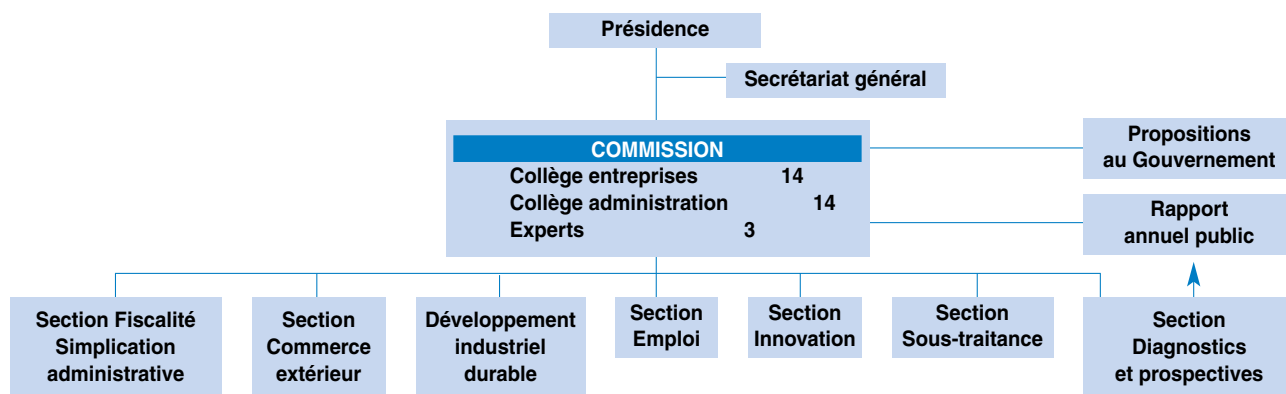 Présidence
Secrétariat général
COMMISSION
Collège entreprises 14
Collège administration 14
Experts 3
Propositions
au Gouvernement
Rapport
annuel public
Section Fiscalité
Simplication
administrative
Section
Commerce
extérieur
Développement
industriel
durable
Section
Emploi
Section
Innovation
Section
Sous-traitance
Section
Diagnostics
et prospectives